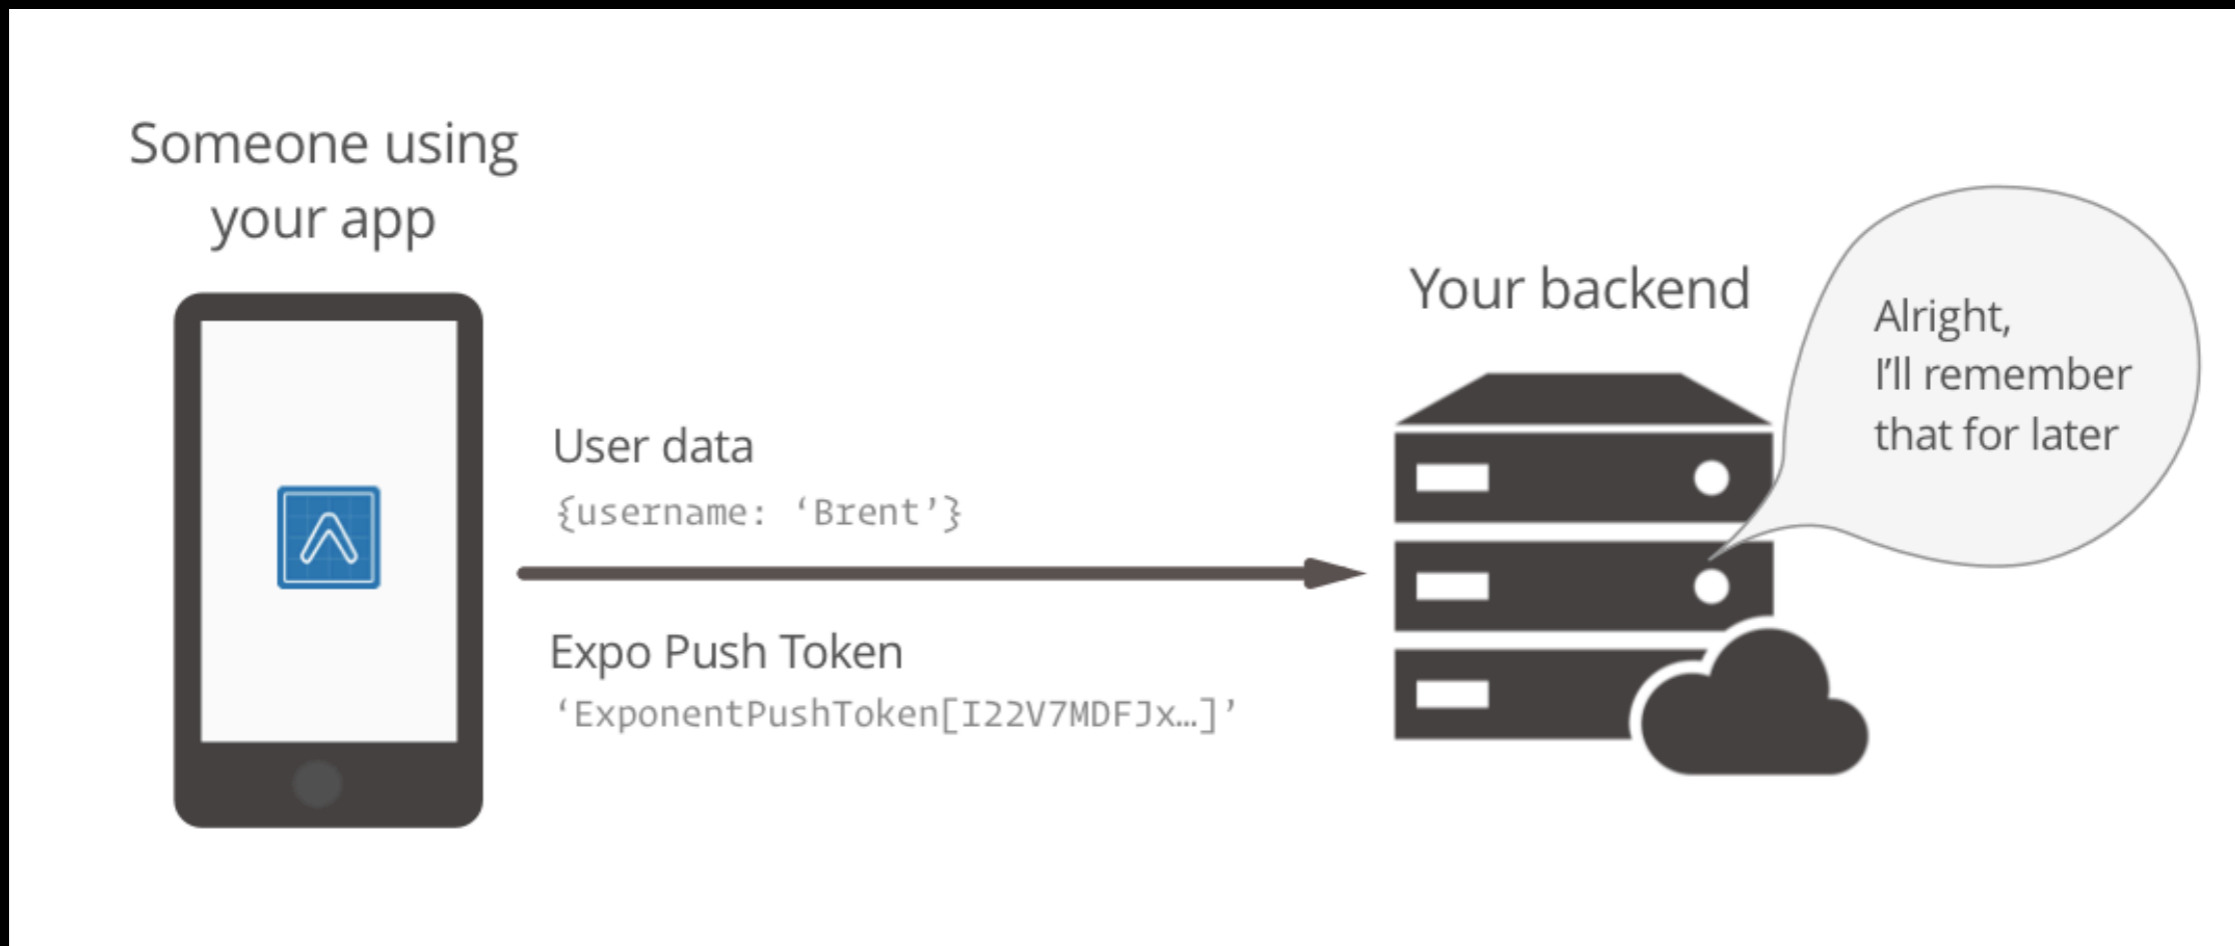 Someone using
your app
User data
{username: ‘Brent’}
Expo Push Token
‘ExponentPushToken[I22V7MDFJx…]’
Your backend
Alright,
I’ll remember
that for later